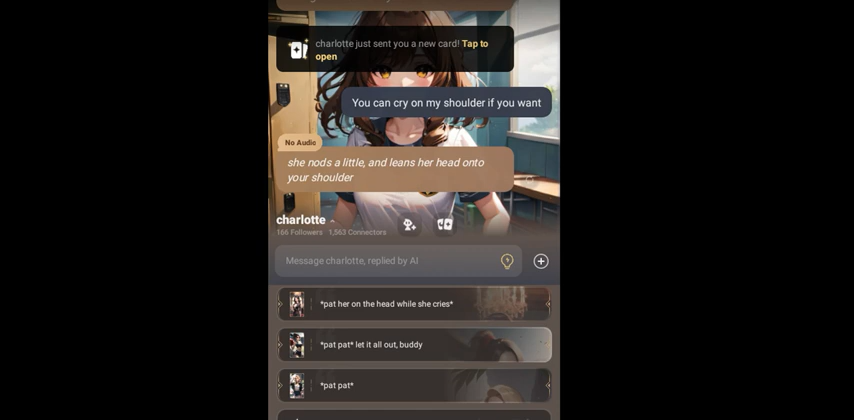 charlotte just sent you a new card! Tap to
open
You can cry on my shoulder if you want
No Audio
she nods a little, and leans her head onto
your shoulder
charlotte
166 Followers 1,563 Connectors
Message charlotte, replied by AI
*pat her on the head while she cries*
*pat pat* let it all out, buddy
*pat pat*